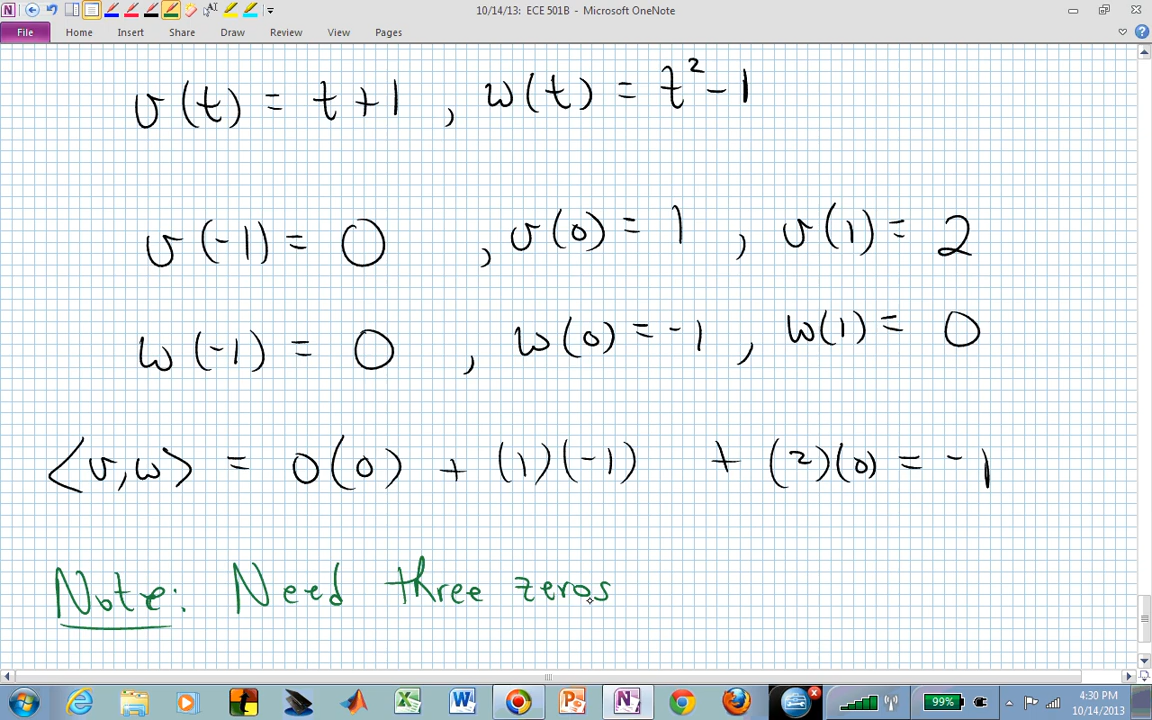 10/14/13: ECE 501B - Microsoft OneNote
File Home Insert Share Draw Review View Pages
v(t) = t+1 , w(t) = t² - 1
v(-1) = 0 , v(0) = 1 , v(1) = 2
w(-1) = 0 , w(0) = -1 , w(1) = 0
<v,w> = 0(0) + (1)(-1) + (2)(0) = -1
Note: Need three zeros
99%
4:30 PM
10/14/2013